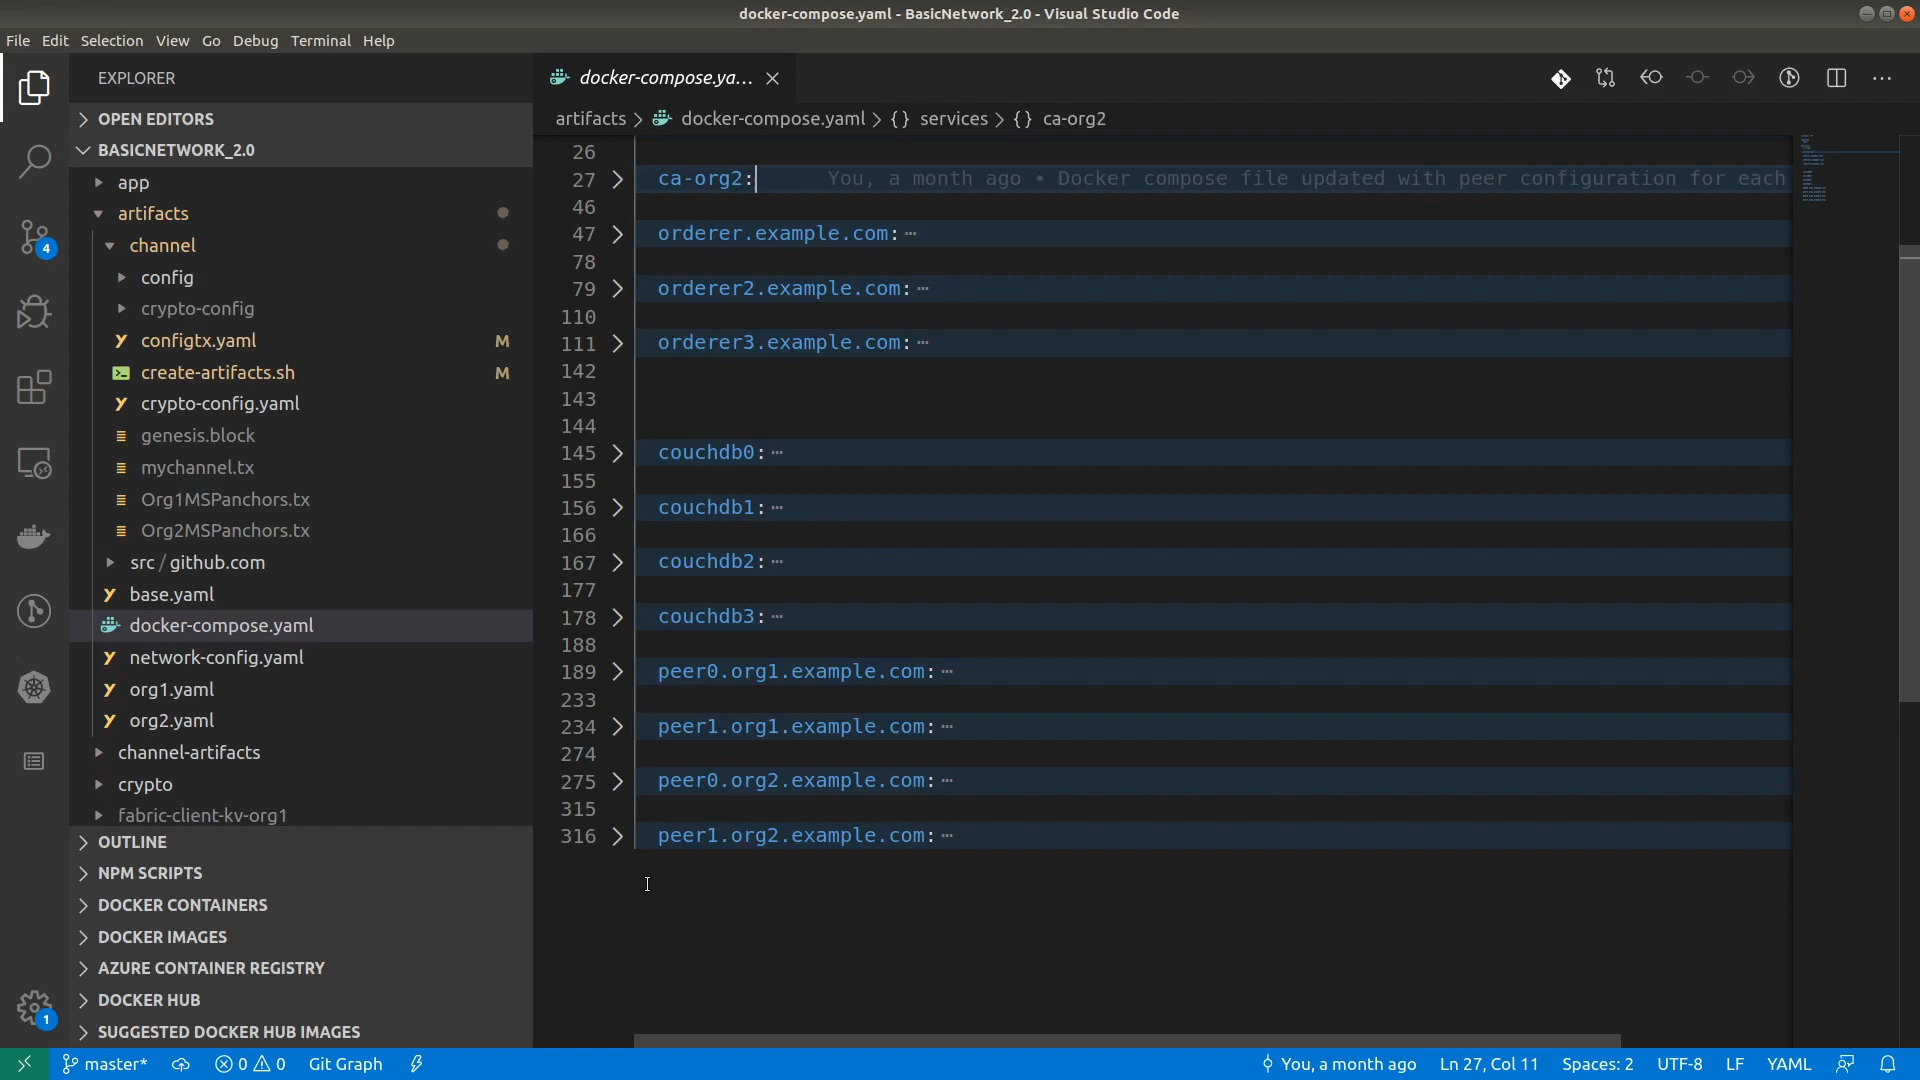 docker-compose.yaml - BasicNetwork_2.0 - Visual Studio Code
File Edit Selection View Go Debug Terminal Help
EXPLORER
OPEN EDITORS
BASICNETWORK_2.0
app
artifacts
channel
config
crypto-config
configtx.yaml M
create-artifacts.sh M
crypto-config.yaml
genesis.block
mychannel.tx
Org1MSPanchors.tx
Org2MSPanchors.tx
src / github.com
base.yaml
docker-compose.yaml
network-config.yaml
org1.yaml
org2.yaml
channel-artifacts
crypto
fabric-client-kv-org1
OUTLINE
NPM SCRIPTS
DOCKER CONTAINERS
DOCKER IMAGES
AZURE CONTAINER REGISTRY
DOCKER HUB
SUGGESTED DOCKER HUB IMAGES
4
1
docker-compose.ya...
artifacts > docker-compose.yaml > {} services > {} ca-org2
26
27 ca-org2: You, a month ago • Docker compose file updated with peer configuration for each
46
47 orderer.example.com:
78
79 orderer2.example.com:
110
111 orderer3.example.com:
142
143
144
145 couchdb0:
155
156 couchdb1:
166
167 couchdb2:
177
178 couchdb3:
188
189 peer0.org1.example.com:
233
234 peer1.org1.example.com:
274
275 peer0.org2.example.com:
315
316 peer1.org2.example.com:
master* 0 0 Git Graph You, a month ago Ln 27, Col 11 Spaces: 2 UTF-8 LF YAML